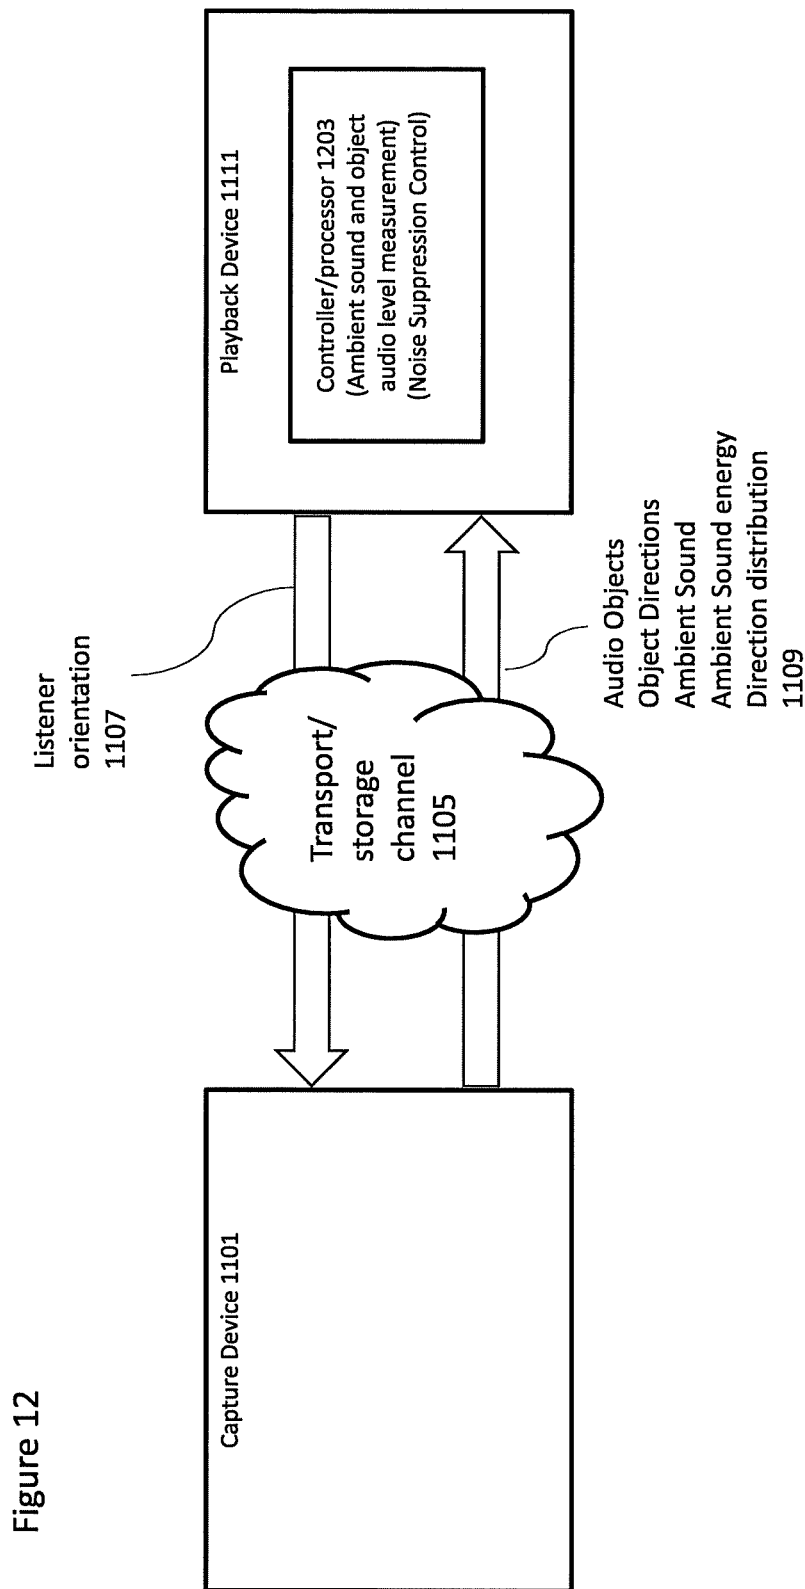 Figure 12
Capture Device 1101
Transport/
storage
channel
1105
Listener
orientation
1107
Audio Objects
Object Directions
Ambient Sound
Ambient Sound energy
Direction distribution
1109
Playback Device 1111
Controller/processor 1203
(Ambient sound and object
audio level measurement)
(Noise Suppression Control)